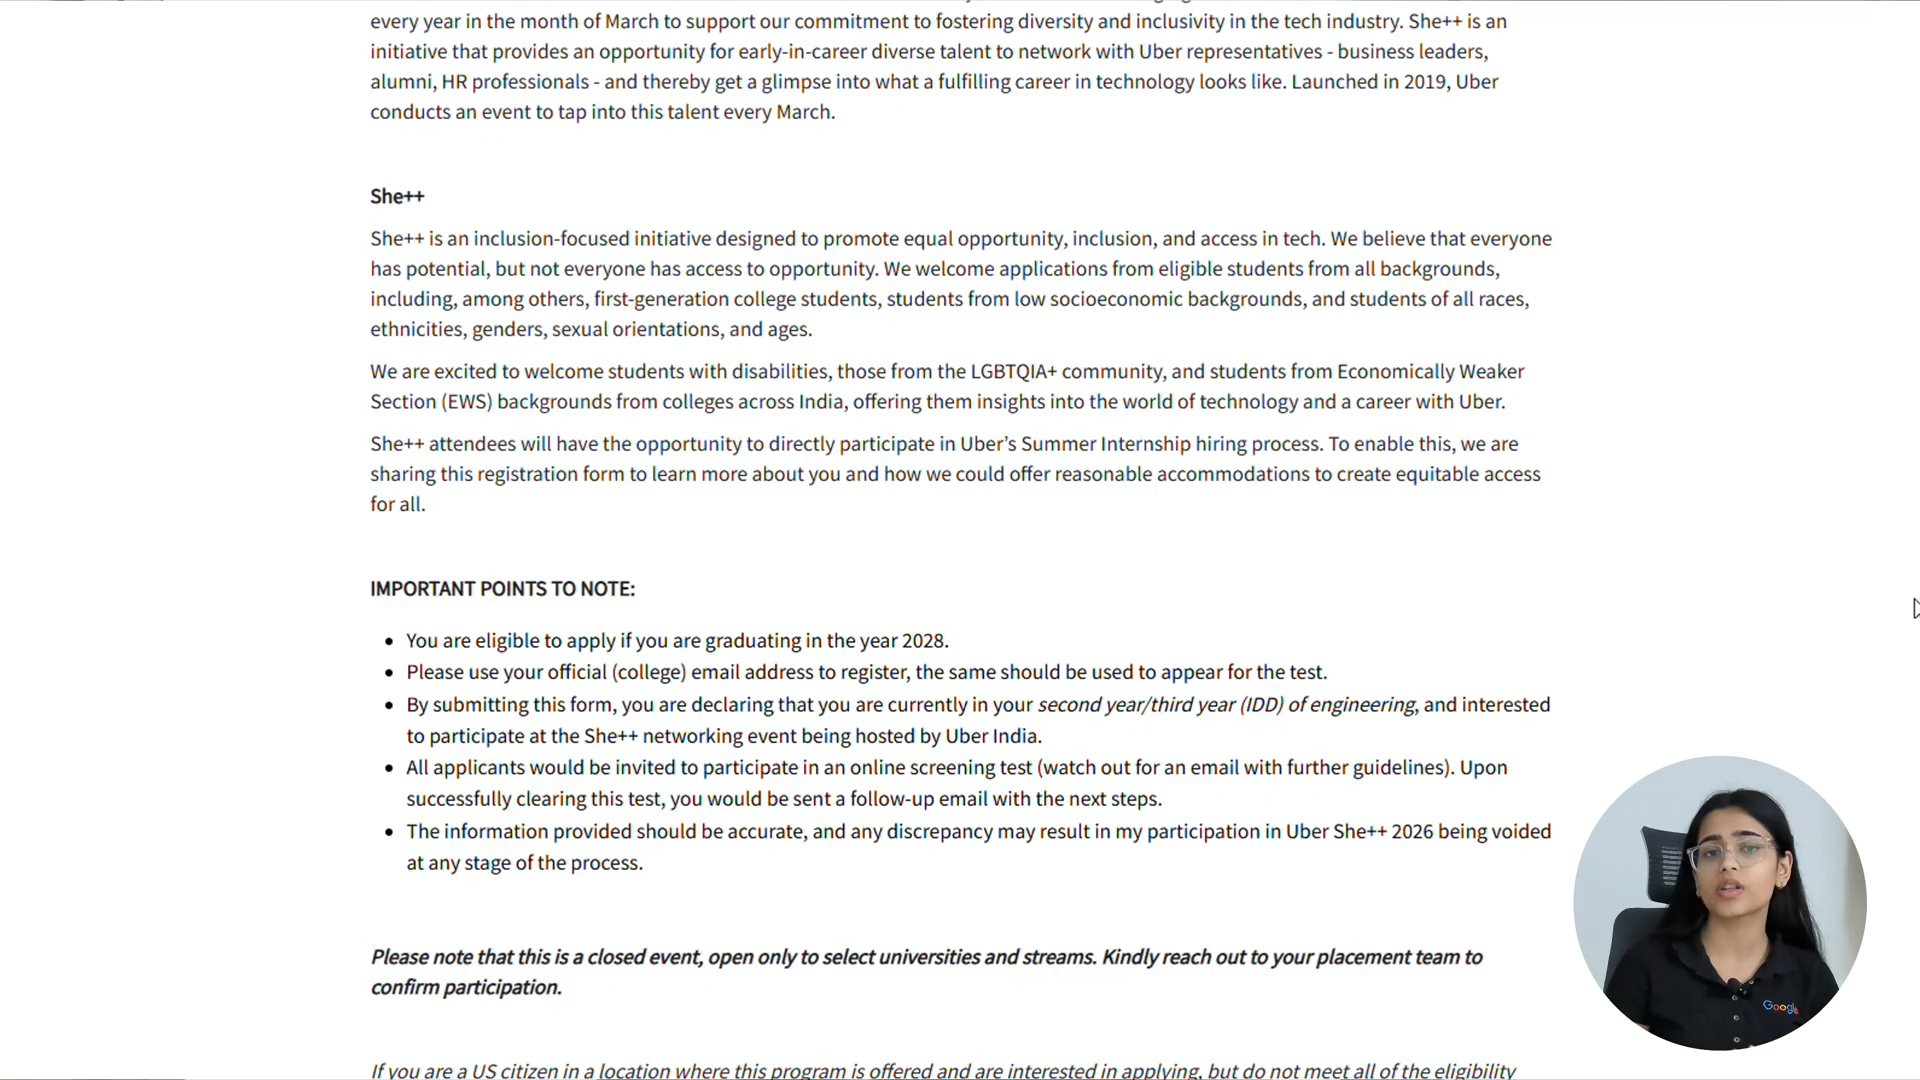 every year in the month of March to support our commitment to fostering diversity and inclusivity in the tech industry. She++ is an
initiative that provides an opportunity for early-in-career diverse talent to network with Uber representatives - business leaders,
alumni, HR professionals - and thereby get a glimpse into what a fulfilling career in technology looks like. Launched in 2019, Uber
conducts an event to tap into this talent every March.
She++
She++ is an inclusion-focused initiative designed to promote equal opportunity, inclusion, and access in tech. We believe that everyone
has potential, but not everyone has access to opportunity. We welcome applications from eligible students from all backgrounds,
including, among others, first-generation college students, students from low socioeconomic backgrounds, and students of all races,
ethnicities, genders, sexual orientations, and ages.
We are excited to welcome students with disabilities, those from the LGBTQIA+ community, and students from Economically Weaker
Section (EWS) backgrounds from colleges across India, offering them insights into the world of technology and a career with Uber.
She++ attendees will have the opportunity to directly participate in Uber’s Summer Internship hiring process. To enable this, we are
sharing this registration form to learn more about you and how we could offer reasonable accommodations to create equitable access
for all.
IMPORTANT POINTS TO NOTE:
• You are eligible to apply if you are graduating in the year 2028.
• Please use your official (college) email address to register, the same should be used to appear for the test.
• By submitting this form, you are declaring that you are currently in your second year/third year (IDD) of engineering, and interested
to participate at the She++ networking event being hosted by Uber India.
• All applicants would be invited to participate in an online screening test (watch out for an email with further guidelines). Upon
successfully clearing this test, you would be sent a follow-up email with the next steps.
• The information provided should be accurate, and any discrepancy may result in my participation in Uber She++ 2026 being voided
at any stage of the process.
Please note that this is a closed event, open only to select universities and streams. Kindly reach out to your placement team to
confirm participation.
If you are a US citizen in a location where this program is offered and are interested in applying, but do not meet all of the eligibility
Google